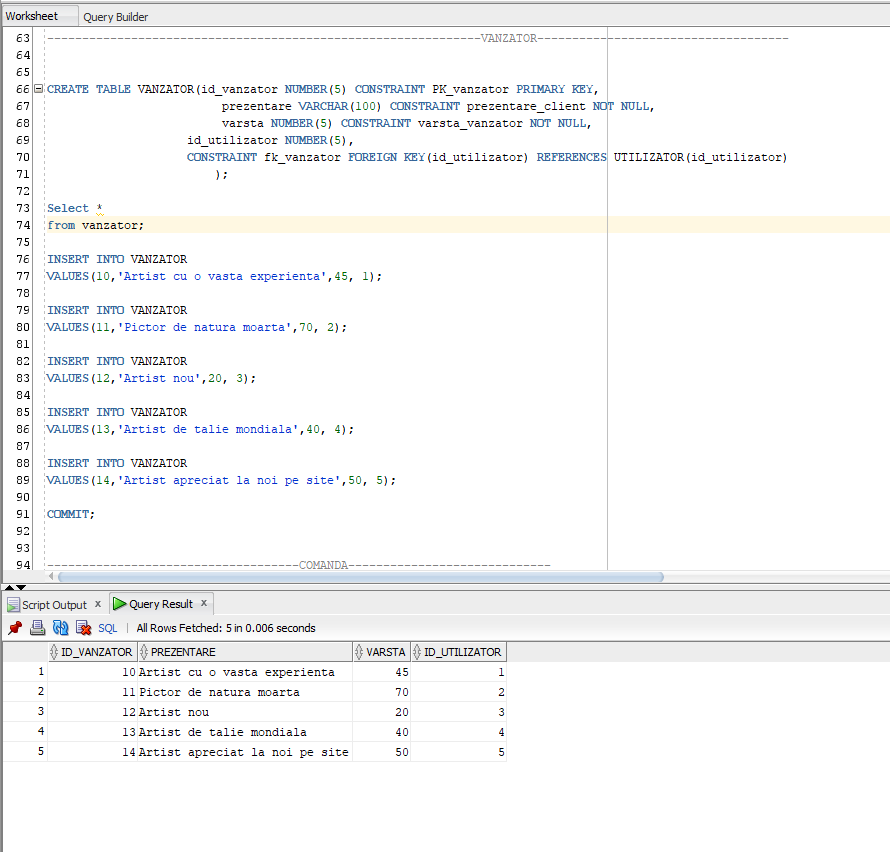 Worksheet Query Builder
63 --------------------------------------------------------------VANZATOR------------------------------------
64
65
66 CREATE TABLE VANZATOR(id_vanzator NUMBER(5) CONSTRAINT PK_vanzator PRIMARY KEY,
67 prezentare VARCHAR(100) CONSTRAINT prezentare_client NOT NULL,
68 varsta NUMBER(5) CONSTRAINT varsta_vanzator NOT NULL,
69 id_utilizator NUMBER(5),
70 CONSTRAINT fk_vanzator FOREIGN KEY(id_utilizator) REFERENCES UTILIZATOR(id_utilizator)
71 );
72
73 Select *
74 from vanzator;
75
76 INSERT INTO VANZATOR
77 VALUES(10,'Artist cu o vasta experienta',45, 1);
78
79 INSERT INTO VANZATOR
80 VALUES(11,'Pictor de natura moarta',70, 2);
81
82 INSERT INTO VANZATOR
83 VALUES(12,'Artist nou',20, 3);
84
85 INSERT INTO VANZATOR
86 VALUES(13,'Artist de talie mondiala',40, 4);
87
88 INSERT INTO VANZATOR
89 VALUES(14,'Artist apreciat la noi pe site',50, 5);
90
91 COMMIT;
92
93
94 ------------------------------------COMANDA-----------------------------
Script Output x Query Result x
SQL | All Rows Fetched: 5 in 0.006 seconds
ID_VANZATOR PREZENTARE VARSTA ID_UTILIZATOR
1 10 Artist cu o vasta experienta 45 1
2 11 Pictor de natura moarta 70 2
3 12 Artist nou 20 3
4 13 Artist de talie mondiala 40 4
5 14 Artist apreciat la noi pe site 50 5